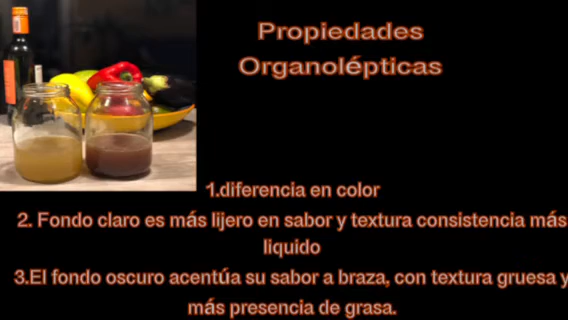 Propiedades
Organolépticas
1.diferencia en color
2. Fondo claro es más lijero en sabor y textura consistencia más
liquido
3.El fondo oscuro acentúa su sabor a braza, con textura gruesa y
más presencia de grasa.